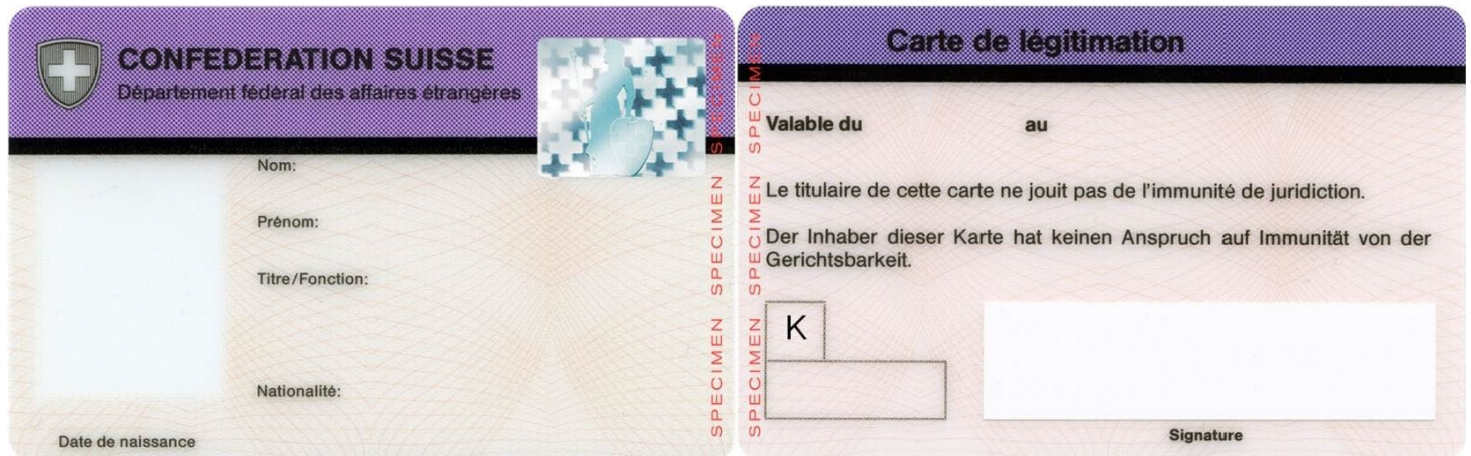 CONFEDERATION SUISSE
Département fédéral des affaires étrangères
Nom:
Prénom:
Titre/Fonction:
Nationalité:
Date de naissance
SPECIMEN SPECIMEN SPECIMEN
Carte de légitimation
Valable du au
Le titulaire de cette carte ne jouit pas de l'immunité de juridiction.
Der Inhaber dieser Karte hat keinen Anspruch auf Immunität von der
Gerichtsbarkeit.
K
Signature
SPECIMEN SPECIMEN SPECIMEN